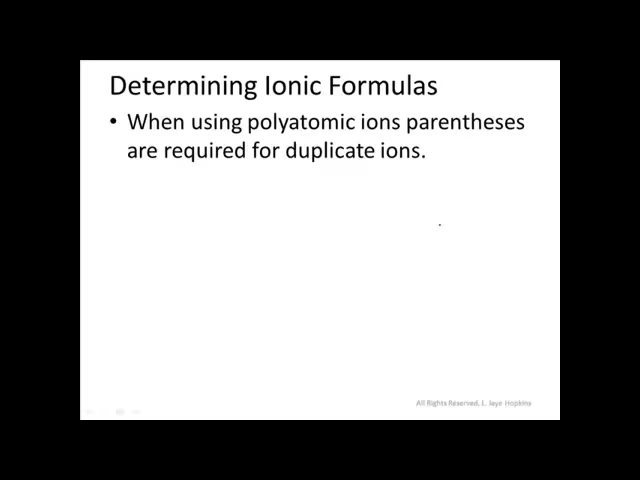 Determining Ionic Formulas
• When using polyatomic ions parentheses
are required for duplicate ions.
All Rights Reserved, L. Jaye Hopkins